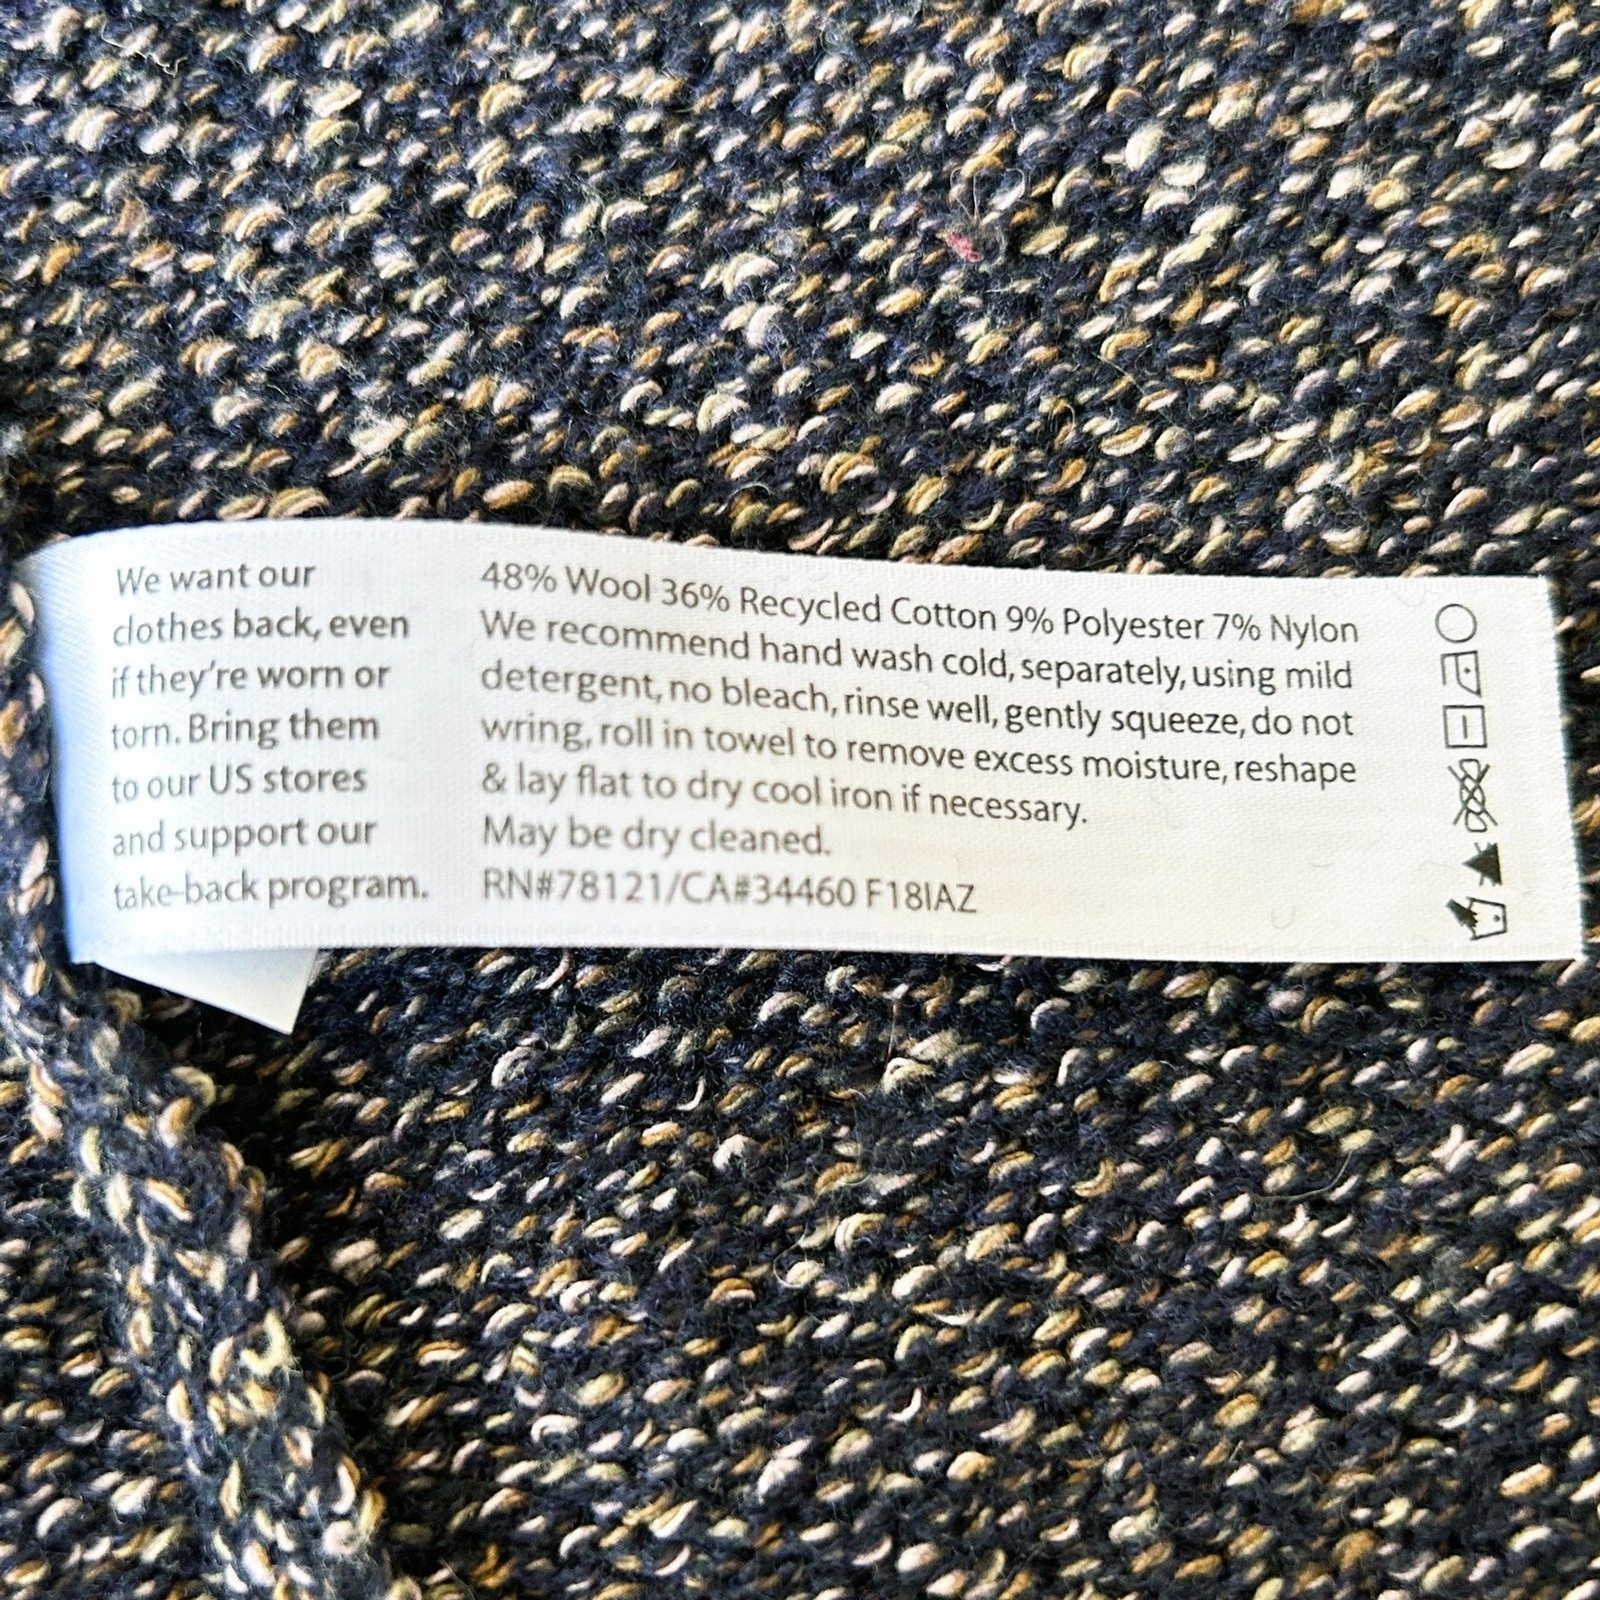 We want our
clothes back, even
if they're worn or
torn. Bring them
to our US stores
and support our
take-back program.
48% Wool 36% Recycled Cotton 9% Polyester 7% Nylon
We recommend hand wash cold, separately, using mild
detergent, no bleach, rinse well, gently squeeze, do not
wring, roll in towel to remove excess moisture, reshape
& lay flat to dry cool iron if necessary.
May be dry cleaned.
RN#78121/CA#34460 F18IAZ